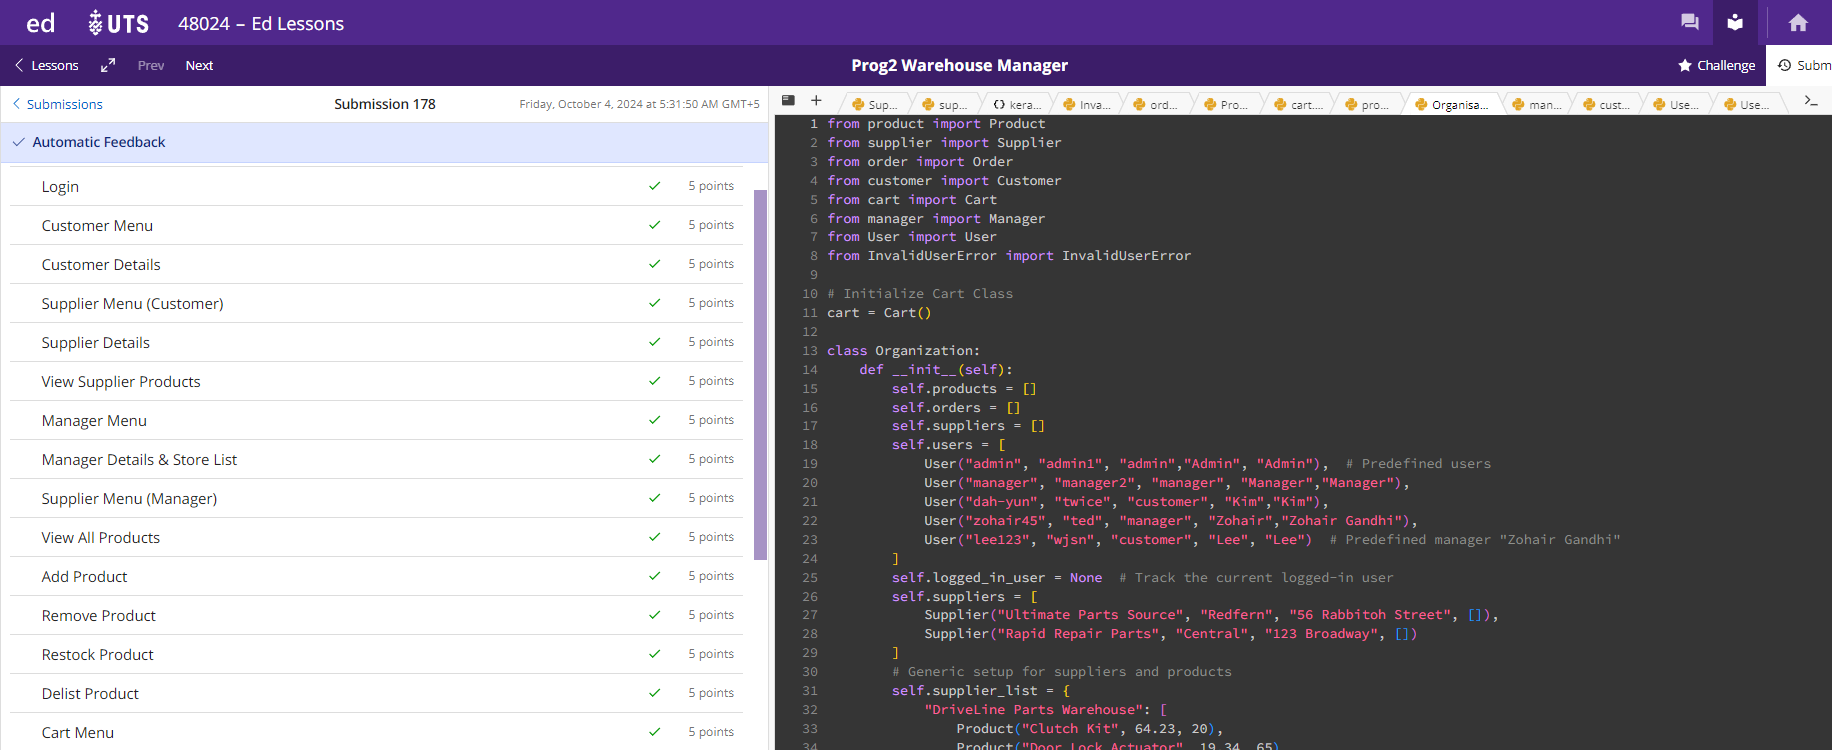 ed UTS 48024 – Ed Lessons
Lessons Prev Next Prog2 Warehouse Manager Challenge Subm
Submissions Submission 178 Friday, October 4, 2024 at 5:31:50 AM GMT+5
Automatic Feedback
Login 5 points
Customer Menu 5 points
Customer Details 5 points
Supplier Menu (Customer) 5 points
Supplier Details 5 points
View Supplier Products 5 points
Manager Menu 5 points
Manager Details & Store List 5 points
Supplier Menu (Manager) 5 points
View All Products 5 points
Add Product 5 points
Remove Product 5 points
Restock Product 5 points
Delist Product 5 points
Cart Menu 5 points
Sup... sup... kera... Inva... ord... Pro... cart.... pro... Organisa... man... cust... Use... Use...
1 from product import Product
2 from supplier import Supplier
3 from order import Order
4 from customer import Customer
5 from cart import Cart
6 from manager import Manager
7 from User import User
8 from InvalidUserError import InvalidUserError
9
10 # Initialize Cart Class
11 cart = Cart()
12
13 class Organization:
14 def __init__(self):
15 self.products = []
16 self.orders = []
17 self.suppliers = []
18 self.users = [
19 User("admin", "admin1", "admin","Admin", "Admin"), # Predefined users
20 User("manager", "manager2", "manager", "Manager","Manager"),
21 User("dah-yun", "twice", "customer", "Kim","Kim"),
22 User("zohair45", "ted", "manager", "Zohair","Zohair Gandhi"),
23 User("lee123", "wjsn", "customer", "Lee", "Lee") # Predefined manager "Zohair Gandhi"
24 ]
25 self.logged_in_user = None # Track the current logged-in user
26 self.suppliers = [
27 Supplier("Ultimate Parts Source", "Redfern", "56 Rabbitoh Street", []),
28 Supplier("Rapid Repair Parts", "Central", "123 Broadway", [])
29 ]
30 # Generic setup for suppliers and products
31 self.supplier_list = {
32 "DriveLine Parts Warehouse": [
33 Product("Clutch Kit", 64.23, 20),
34 Product("Door Lock Actuator", 19.34, 65)